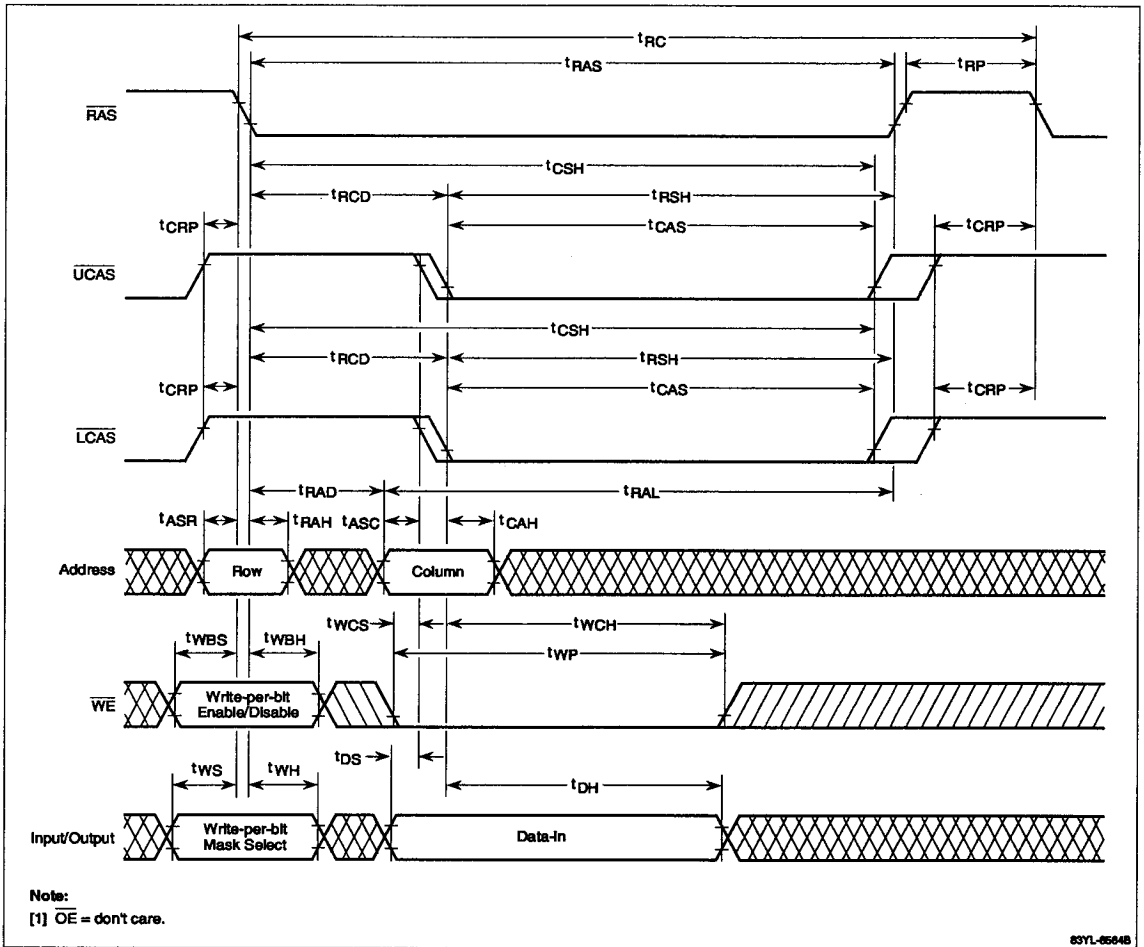 tRC
tRAS
tRP
RAS
tCSH
tRCD
tRSH
tCRP
tCAS
tCRP
UCAS
tCSH
tRCD
tRSH
tCRP
tCAS
tCRP
LCAS
tRAD
tRAL
tASR
tRAH
tASC
tCAH
Address
Row
Column
tWCS
tWCH
tWBS
tWBH
tWP
WE
Write-per-bit
Enable/Disable
tDS
tWS
tWH
tDH
Input/Output
Write-per-bit
Mask Select
Data-in
Note:
[1] OE = don't care.
83YL-6564B